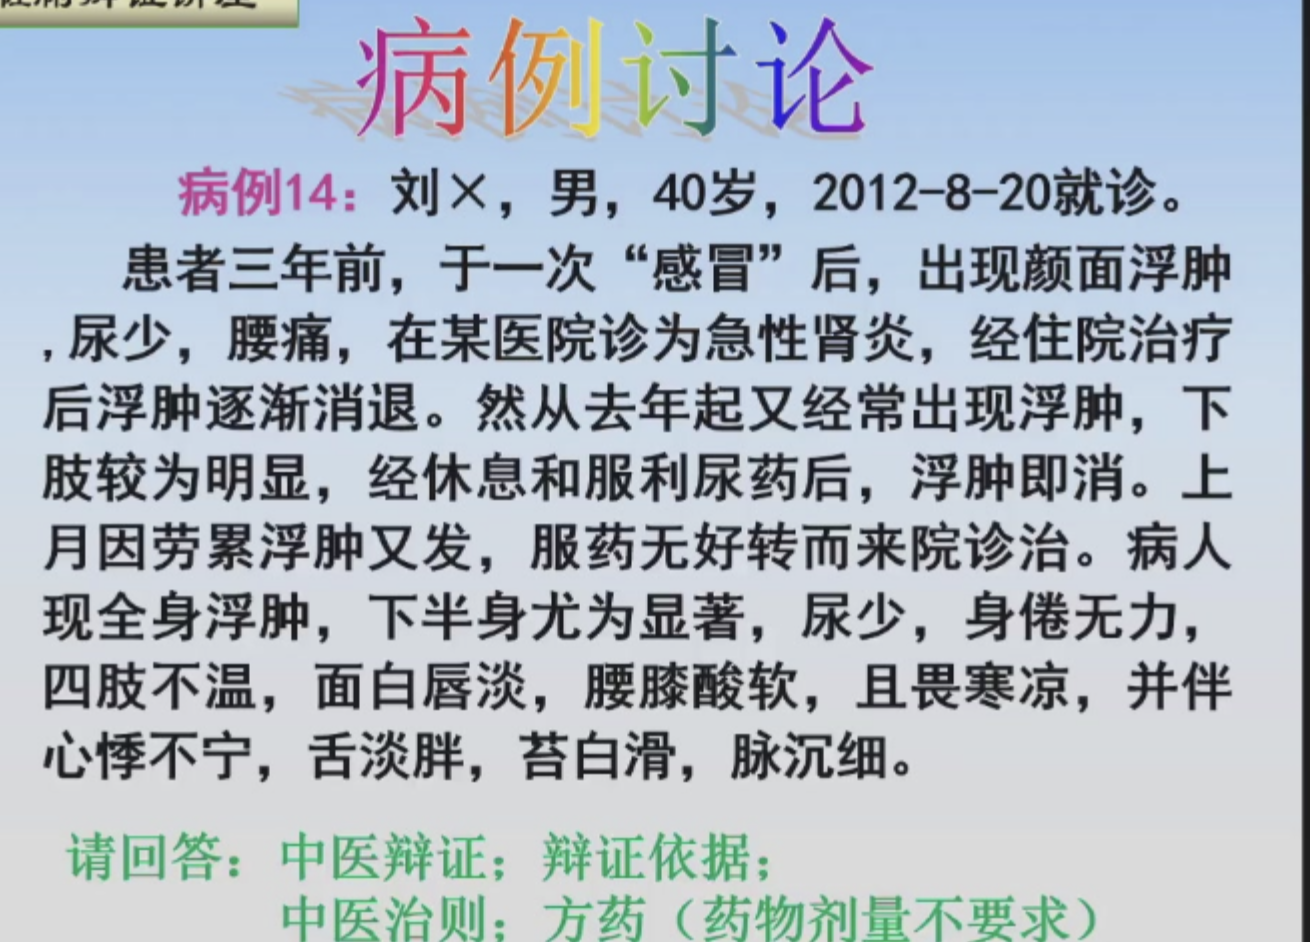 病例讨论
病例14：刘×，男，40岁，2012-8-20就诊。
患者三年前，于一次“感冒”后，出现颜面浮肿
,尿少，腰痛，在某医院诊为急性肾炎，经住院治疗
后浮肿逐渐消退。然从去年起又经常出现浮肿，下
肢较为明显，经休息和服利尿药后，浮肿即消。上
月因劳累浮肿又发，服药无好转而来院诊治。病人
现全身浮肿，下半身尤为显著，尿少，身倦无力，
四肢不温，面白唇淡，腰膝酸软，且畏寒凉，并伴
心悸不宁，舌淡胖，苔白滑，脉沉细。
请回答：中医辩证；辩证依据；
中医治则；方药（药物剂量不要求）